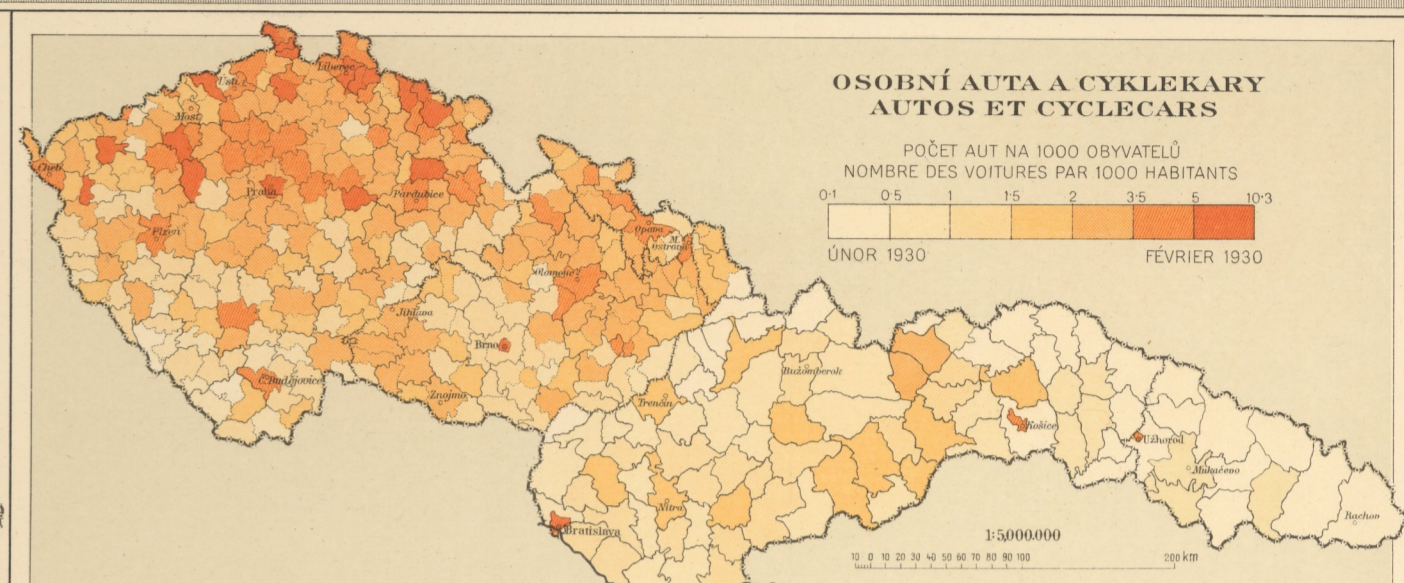 OSOBNÍ AUTA A CYKLEKARY
AUTOS ET CYCLECARS
POČET AUT NA 1000 OBYVATELŮ
NOMBRE DES VOITURES PAR 1000 HABITANTS
0·1 0·5 1 1·5 2 3·5 5 10·3
ÚNOR 1930 FÉVRIER 1930
Liberec
Ústí
Most
Cheb
Praha
Pardubice
Plzeň
Opava
M. Ostrava
Olomouc
Jihlava
Brno
Č. Budějovice
Znojmo
Ružomberok
Trenčín
Košice
Užhorod
Mukačevo
Nitra
Rachov
Bratislava
1:5,000.000
10 0 10 20 30 40 50 60 70 80 90 100 200 km